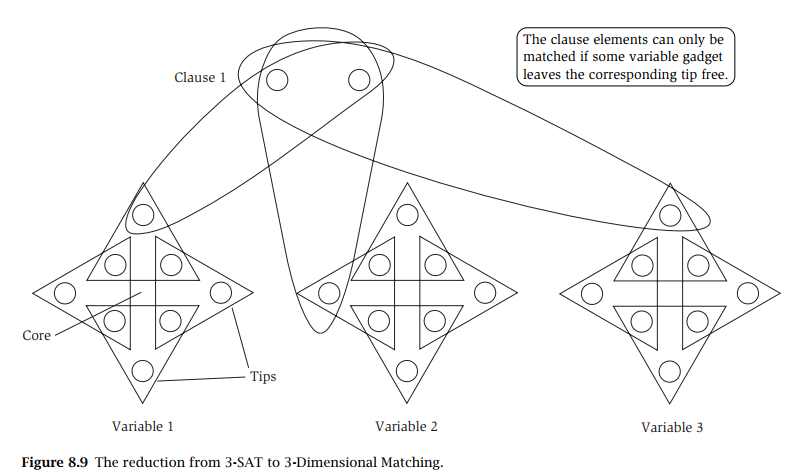 The clause elements can only be
matched if some variable gadget
leaves the corresponding tip free.
Clause 1
Core
Tips
Variable 1
Variable 2
Variable 3
Figure 8.9 The reduction from 3-SAT to 3-Dimensional Matching.